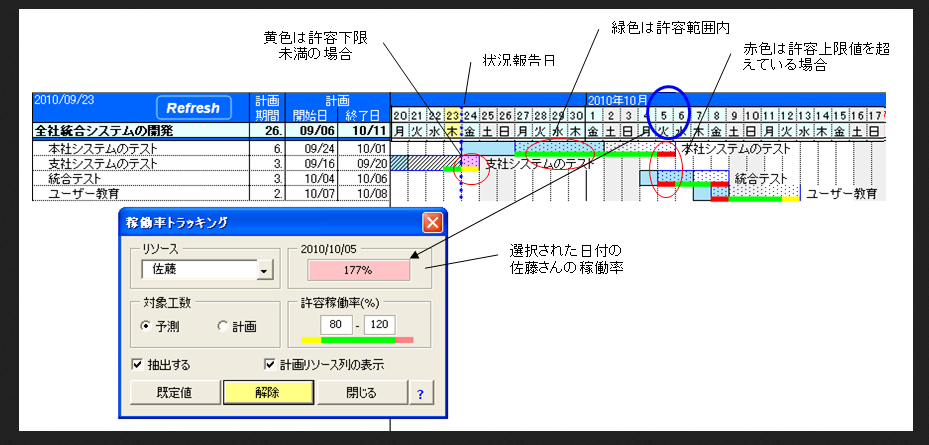 黄色は許容下限
未満の場合
状況報告日
緑色は許容範囲内
赤色は許容上限値を超
えている場合
2010/09/23
Refresh
計画
期間
計画
開始日 終了日
2010年10月
20 21 22 23 24 25 26 27 28 29 30 1 2 3 4 5 6 7 8 9 10 11 12 13 14 15 16 17
月 火 水 木 金 土 日 月 火 水 木 金 土 日 月 火 水 木 金 土 日 月 火 水 木 金 土 日
全社統合システムの開発 26. 09/06 10/11
本社システムのテスト 6. 09/24 10/01 本社システムのテスト
支社システムのテスト 3. 09/16 09/20 支社システムのテスト
統合テスト 3. 10/04 10/06 統合テスト
ユーザー教育 2. 10/07 10/08 ユーザー教育
稼働率トラッキング
リソース
佐藤
2010/10/05
177%
選択された日付の
佐藤さんの稼働率
対象工数
予測 計画
許容稼働率(%)
80 - 120
抽出する 計画リソース列の表示
既定値 解除 閉じる ?